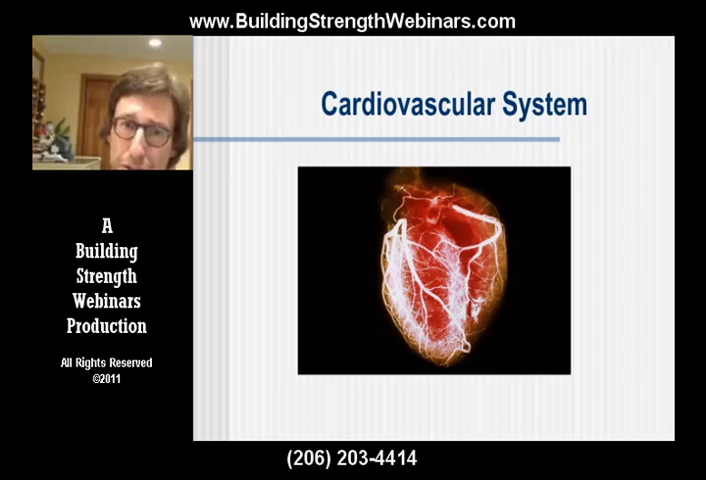 www.BuildingStrengthWebinars.com
Cardiovascular System
A
Building
Strength
Webinars
Production
All Rights Reserved
©2011
(206) 203-4414